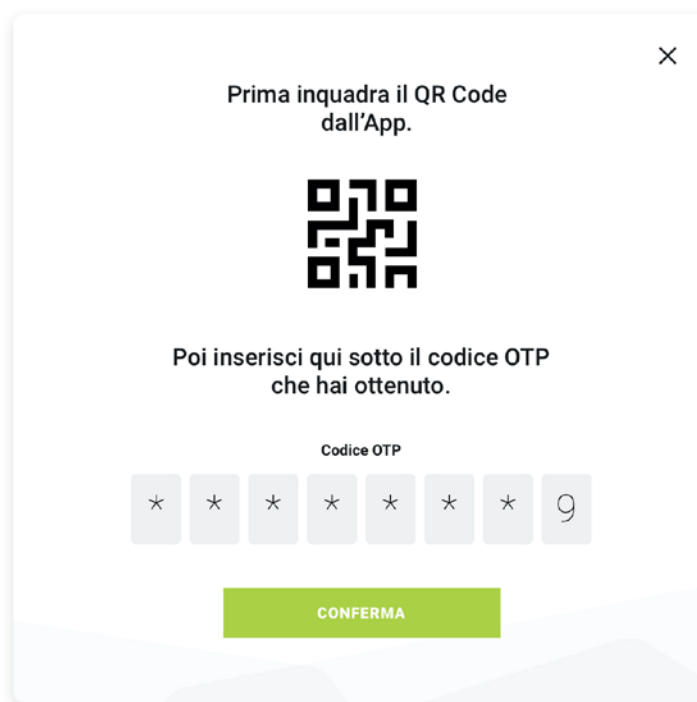 Prima inquadra il QR Code
dall'App.
Poi inserisci qui sotto il codice OTP
che hai ottenuto.
Codice OTP
* * * * * * * 9
CONFERMA